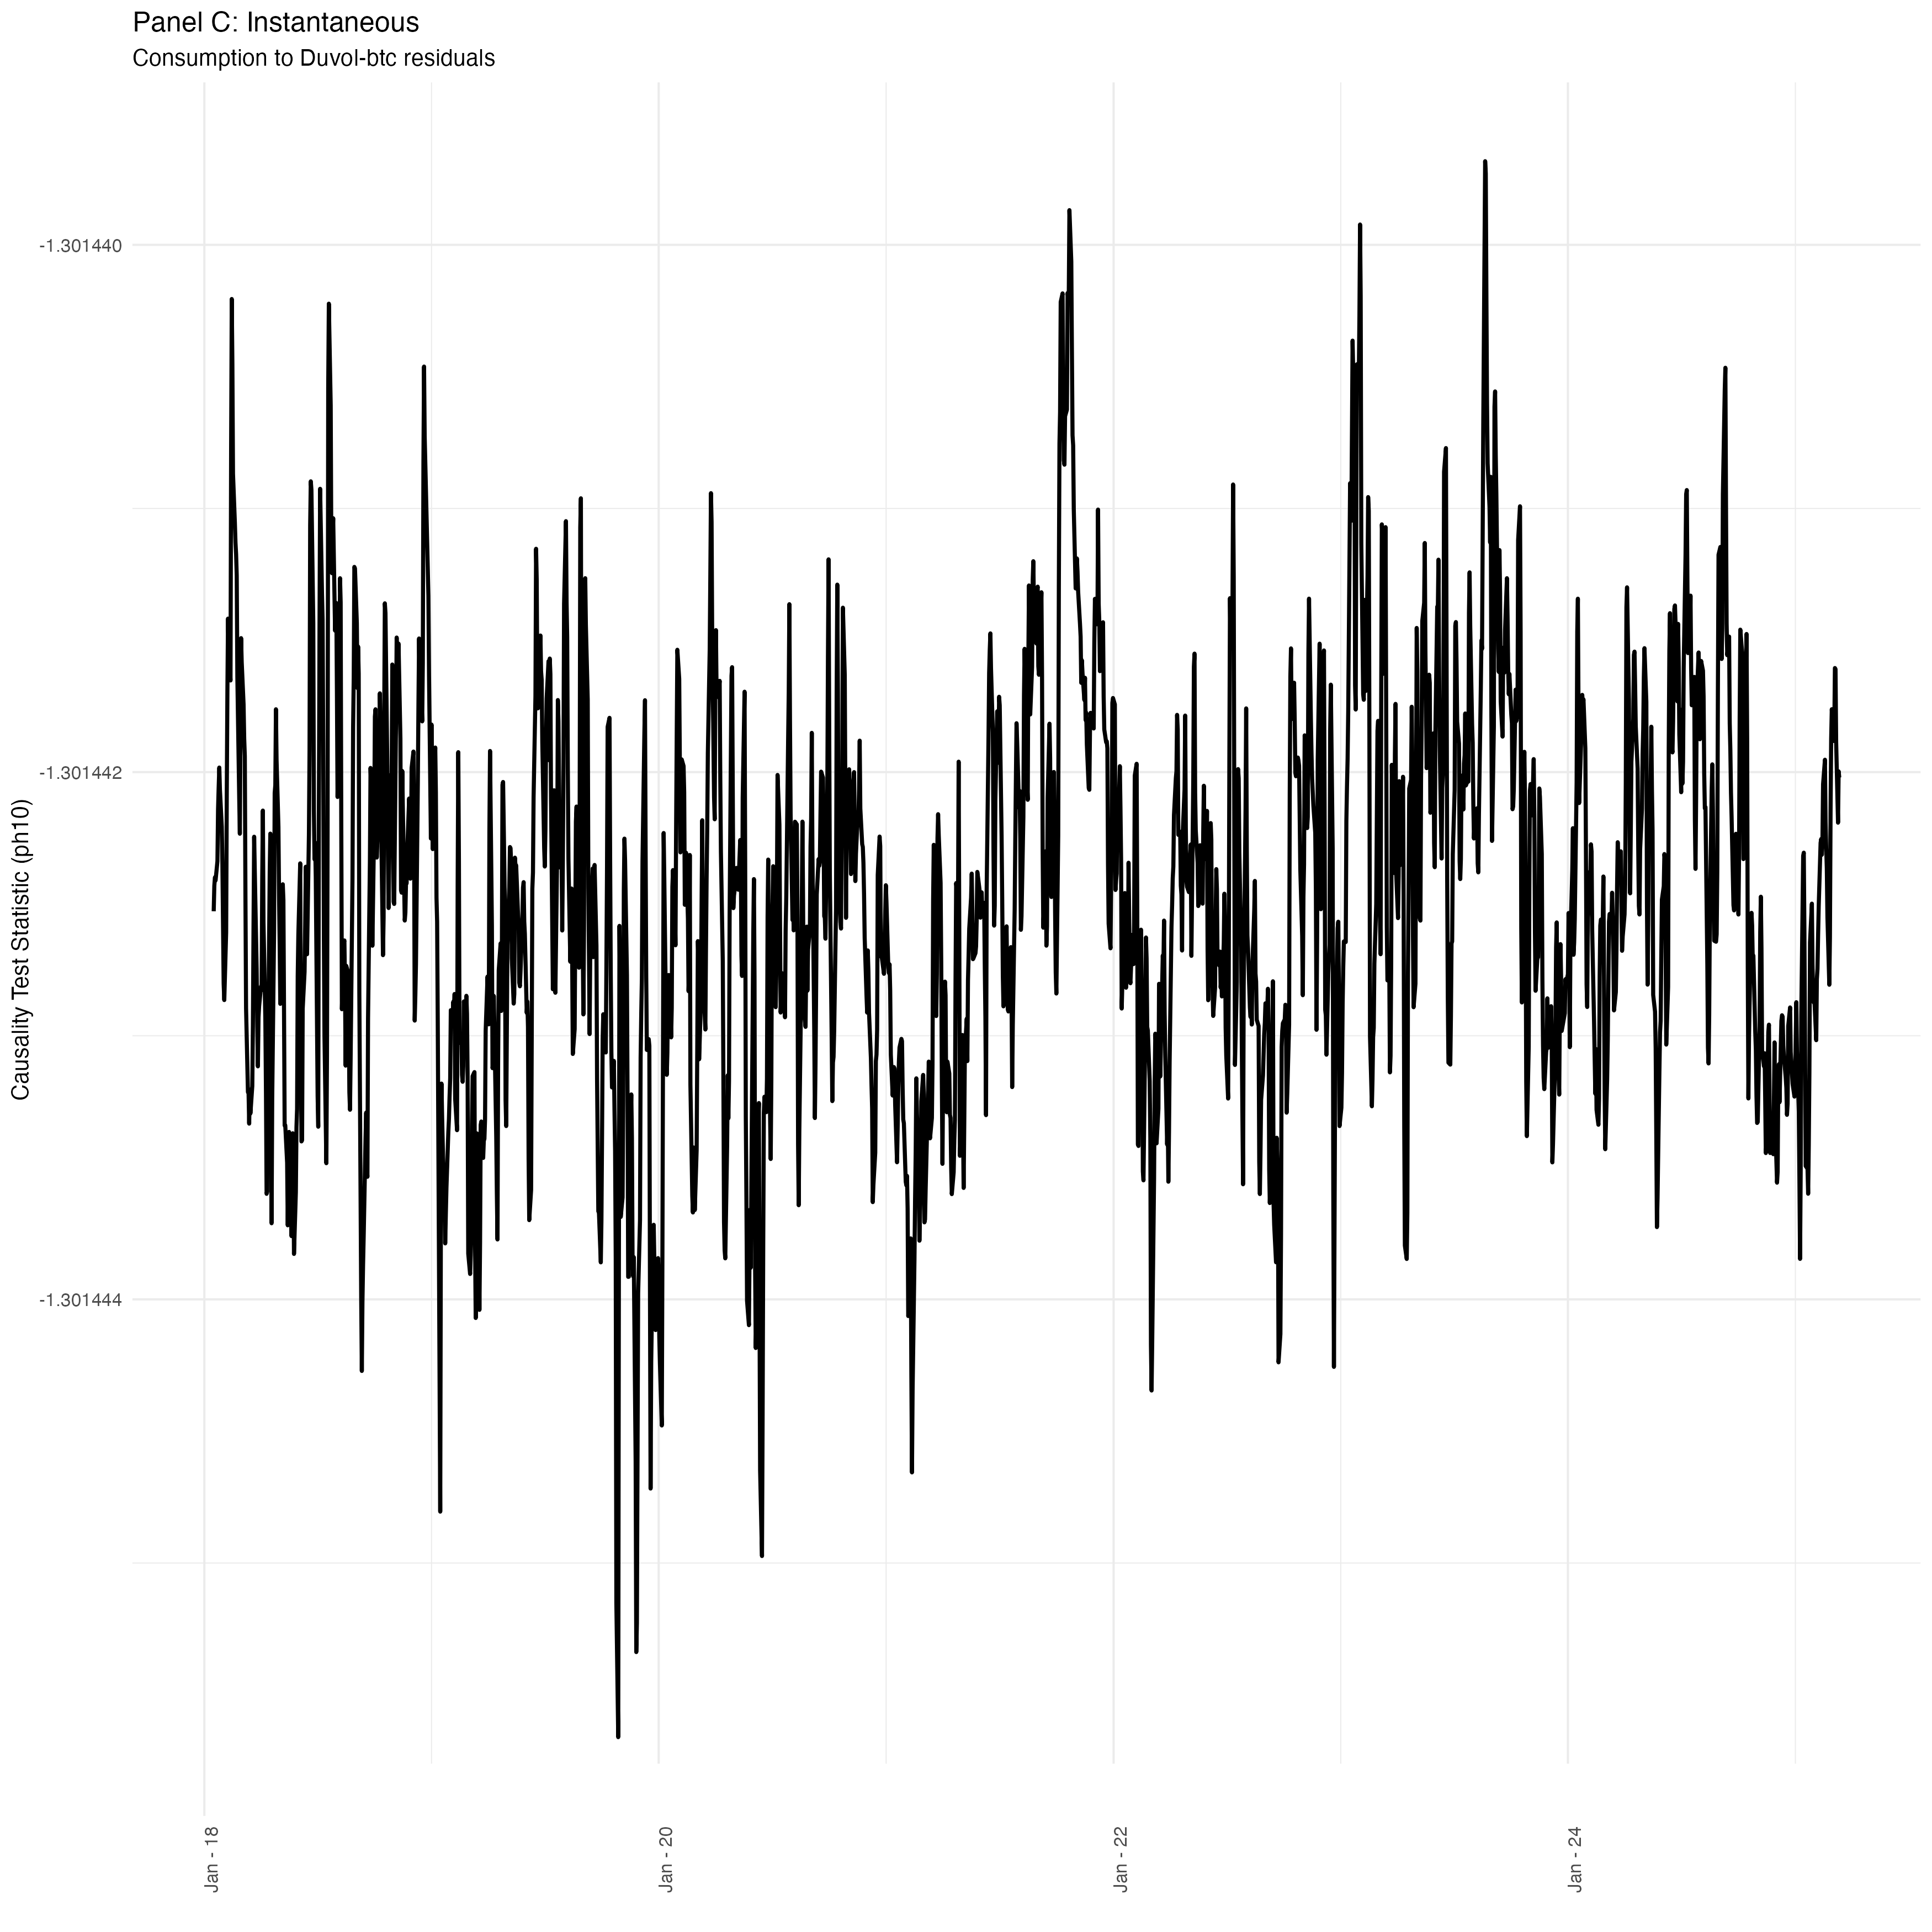 Panel C: Instantaneous
Consumption to Duvol-btc residuals
Causality Test Statistic (ph10)
-1.301440
-1.301442
-1.301444
Jan - 18
Jan - 20
Jan - 22
Jan - 24